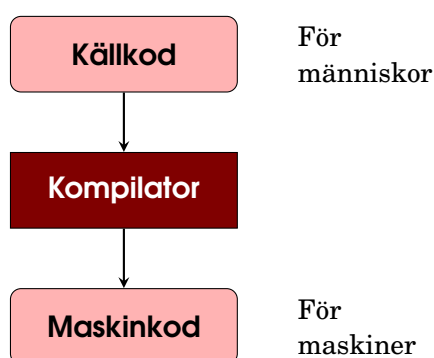 Källkod
För
människor
Kompilator
Maskinkod
För
maskiner